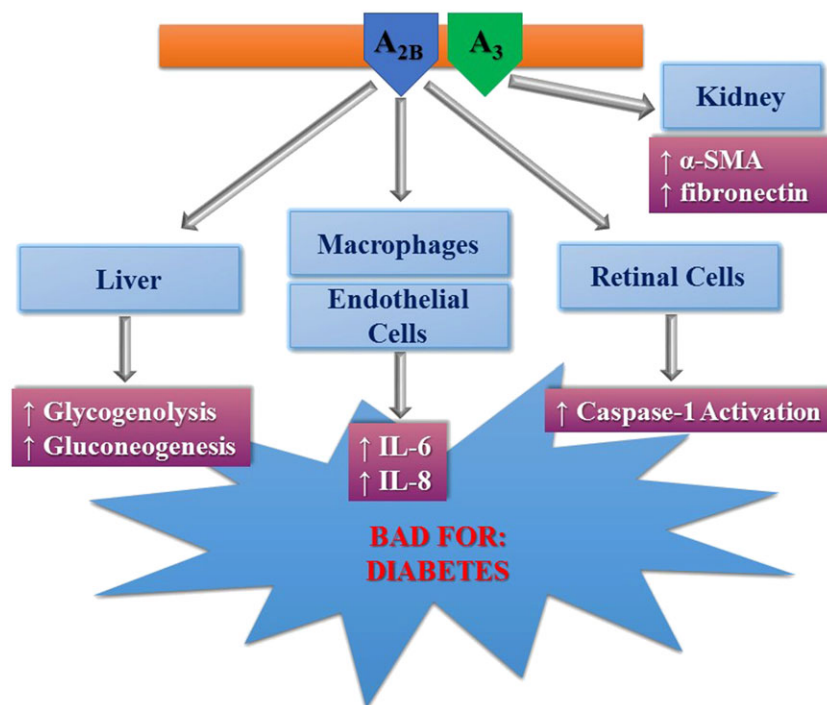 A2B
A3
Kidney
↑ α-SMA
↑ fibronectin
Macrophages
Liver
Endothelial
Cells
Retinal Cells
↑ Glycogenolysis
↑ Gluconeogenesis
↑ IL-6
↑ IL-8
↑ Caspase-1 Activation
BAD FOR:
DIABETES